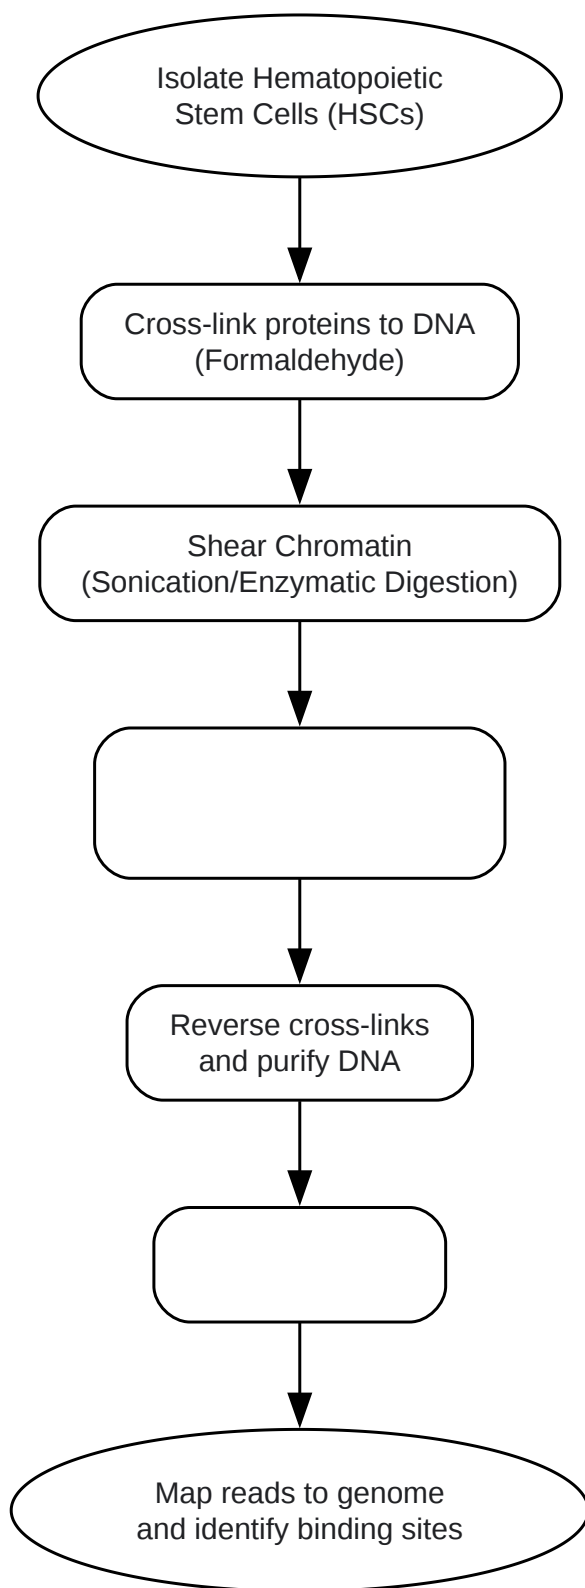 Isolate Hematopoietic
Stem Cells (HSCs)
Cross-link proteins to DNA
(Formaldehyde)
Shear Chromatin
(Sonication/Enzymatic Digestion)
Reverse cross-links
and purify DNA
Map reads to genome
and identify binding sites